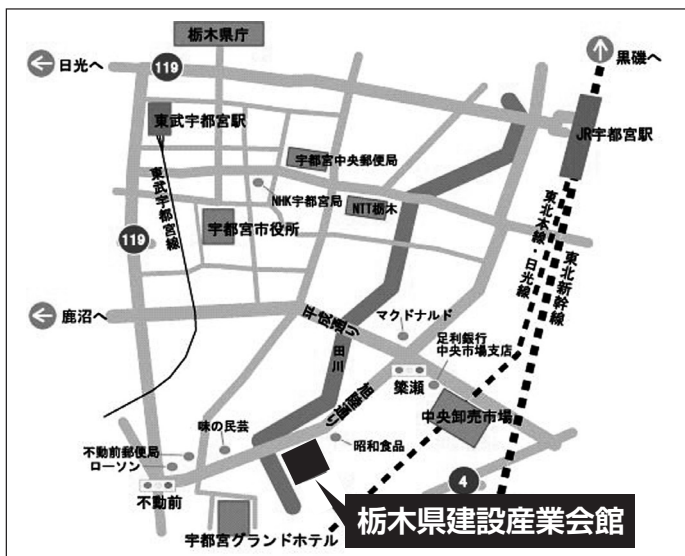 栃木県庁
日光へ
119
黒磯へ
東武宇都宮駅
JR宇都宮駅
宇都宮中央郵便局
東武宇都宮線
NHK宇都宮局
NTT栃木
宇都宮市役所
119
東北本線・日光線
東北新幹線
鹿沼へ
平成通り
マクドナルド
足利銀行
中央市場支店
田川
簗瀬
旭陵通り
中央卸売市場
味の民芸
昭和食品
不動前郵便局
ローソン
不動前
4
宇都宮グランドホテル
栃木県建設産業会館